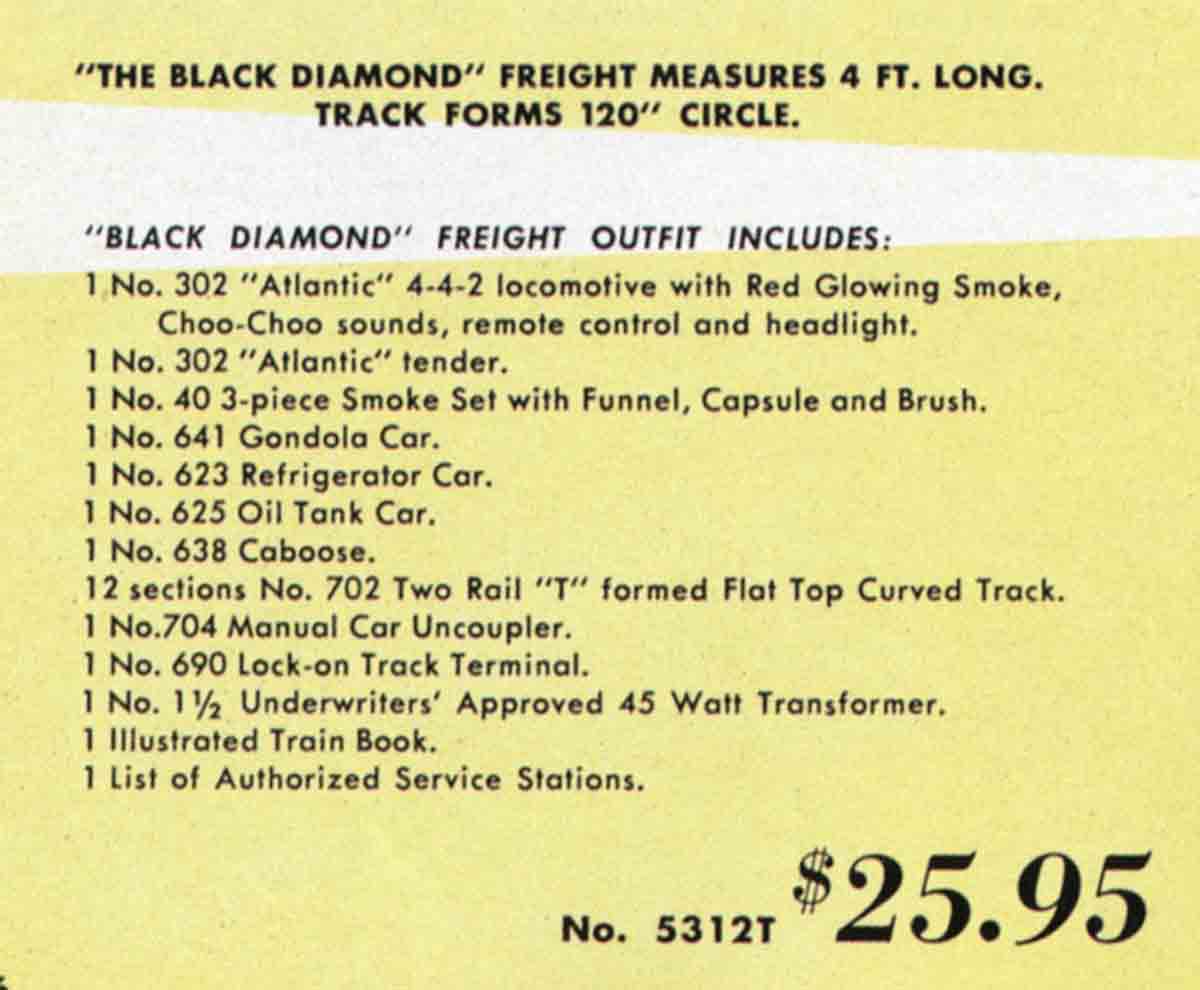 "THE BLACK DIAMOND" FREIGHT MEASURES 4 FT. LONG.
TRACK FORMS 120" CIRCLE.
"BLACK DIAMOND" FREIGHT OUTFIT INCLUDES:
1 No. 302 "Atlantic" 4-4-2 locomotive with Red Glowing Smoke,
Choo-Choo sounds, remote control and headlight.
1 No. 302 "Atlantic" tender.
1 No. 40 3-piece Smoke Set with Funnel, Capsule and Brush.
1 No. 641 Gondola Car.
1 No. 623 Refrigerator Car.
1 No. 625 Oil Tank Car.
1 No. 638 Caboose.
12 sections No. 702 Two Rail "T" formed Flat Top Curved Track.
1 No.704 Manual Car Uncoupler.
1 No. 690 Lock-on Track Terminal.
1 No. 1½ Underwriters' Approved 45 Watt Transformer.
1 Illustrated Train Book.
1 List of Authorized Service Stations.
No. 5312T $25.95